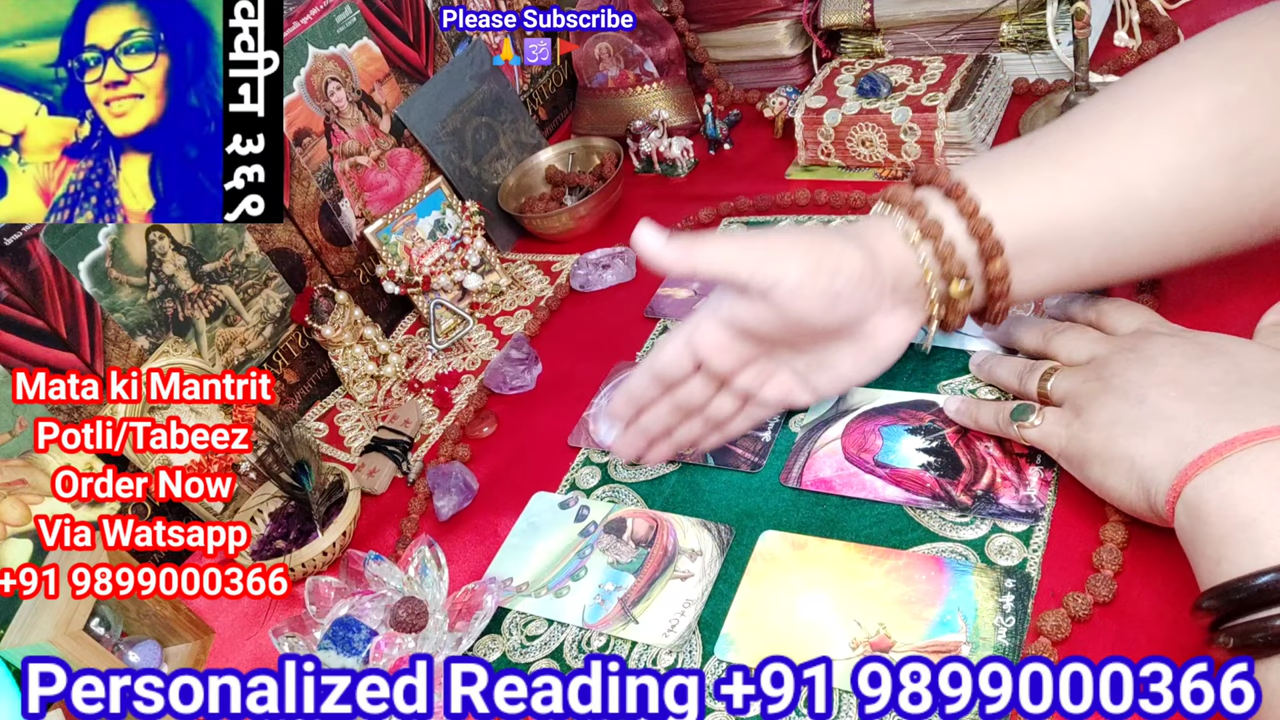 Please Subscribe
🙏🕉🚩
क्वीन ३६९
Mata ki Mantrit
Potli/Tabeez
Order Now
Via Watsapp
+91 9899000366
Personalized Reading +91 9899000366